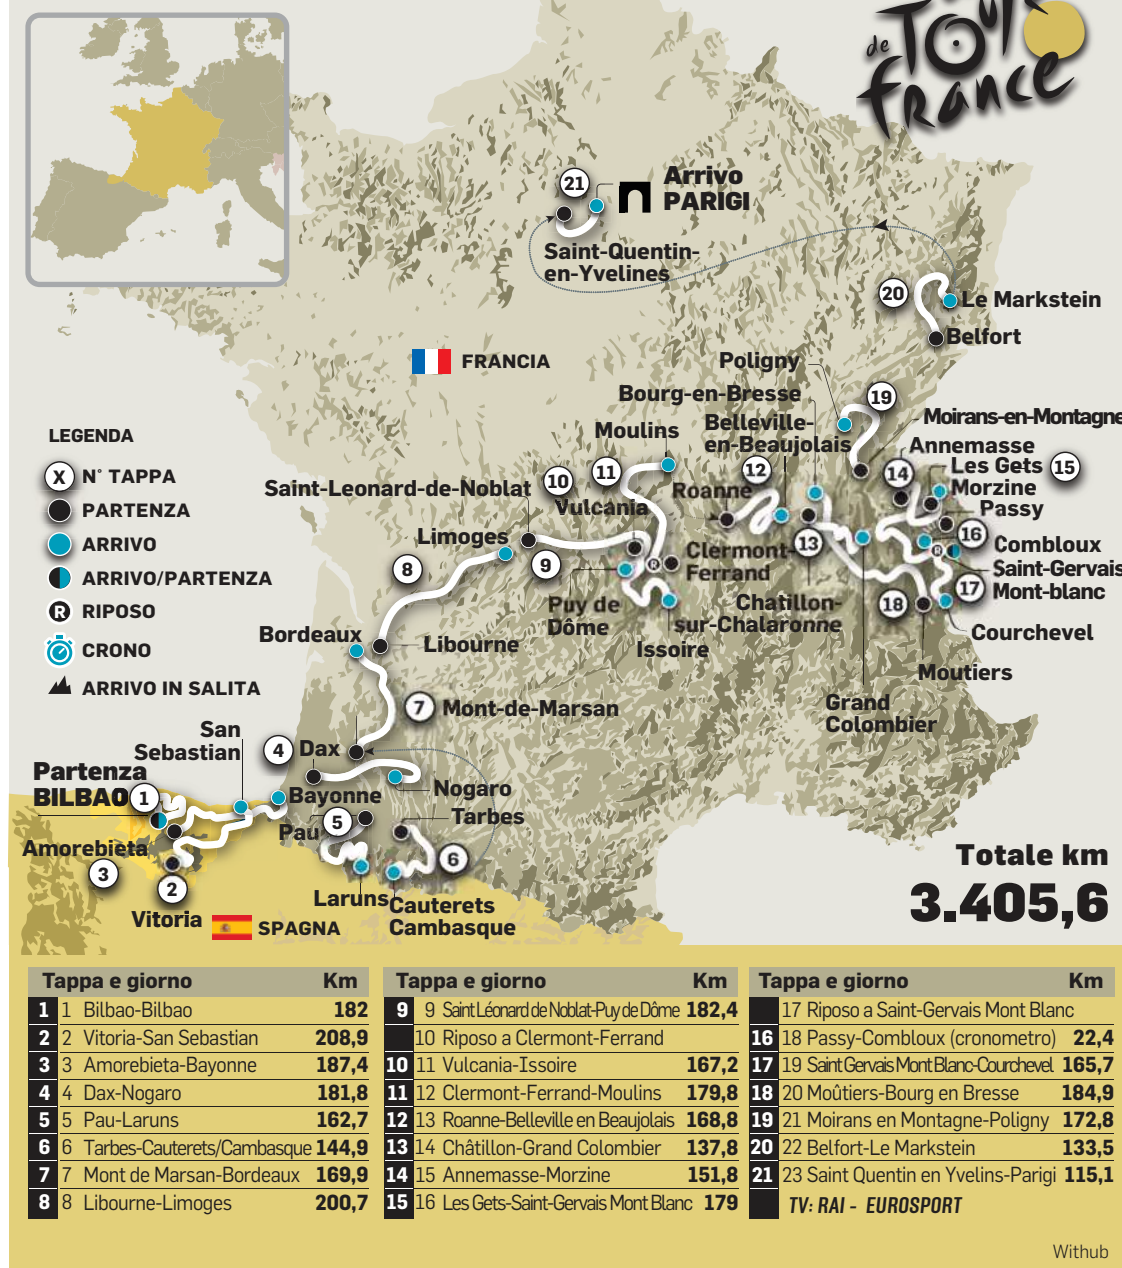 de Tour
france
21
Arrivo
PARIGI
Saint-Quentin-
en-Yvelines
20
Le Markstein
Belfort
FRANCIA
Poligny
Bourg-en-Bresse
19
Belleville-
en-Beaujolais
Moirans-en-Montagne
Moulins
Annemasse
LEGENDA
X N° TAPPA
PARTENZA
ARRIVO
ARRIVO/PARTENZA
R RIPOSO
CRONO
ARRIVO IN SALITA
Saint-Leonard-de-Noblat
10
11
12
14
Les Gets
15
Morzine
Passy
Vulcania
Roanne
Limoges
9
8
R
Clermont-
Ferrand
13
16
R
Combloux
Saint-Gervais
Mont-blanc
17
18
Puy de
Dôme
Chatillon-
sur-Chalaronne
Issoire
Courchevel
Moutiers
Grand
Colombier
Bordeaux
Libourne
7
Mont-de-Marsan
San
Sebastian
4
Dax
Partenza
BILBAO
1
Bayonne
Nogaro
Pau
5
Tarbes
Amorebieta
3
2
6
Vitoria
SPAGNA
Laruns
Cauterets
Cambasque
Totale km
3.405,6
Tappa e giorno Km
1 1 Bilbao-Bilbao 182
2 2 Vitoria-San Sebastian 208,9
3 3 Amorebieta-Bayonne 187,4
4 4 Dax-Nogaro 181,8
5 5 Pau-Laruns 162,7
6 6 Tarbes-Cauterets/Cambasque 144,9
7 7 Mont de Marsan-Bordeaux 169,9
8 8 Libourne-Limoges 200,7
Tappa e giorno Km
9 9 Saint Léonard de Noblat-Puy de Dôme 182,4
10 Riposo a Clermont-Ferrand
10 11 Vulcania-Issoire 167,2
11 12 Clermont-Ferrand-Moulins 179,8
12 13 Roanne-Belleville en Beaujolais 168,8
13 14 Châtillon-Grand Colombier 137,8
14 15 Annemasse-Morzine 151,8
15 16 Les Gets-Saint-Gervais Mont Blanc 179
Tappa e giorno Km
17 Riposo a Saint-Gervais Mont Blanc
16 18 Passy-Combloux (cronometro) 22,4
17 19 Saint Gervais Mont Blanc-Courchevel 165,7
18 20 Moûtiers-Bourg en Bresse 184,9
19 21 Moirans en Montagne-Poligny 172,8
20 22 Belfort-Le Markstein 133,5
21 23 Saint Quentin en Yvelins-Parigi 115,1
TV: RAI - EUROSPORT
Withub